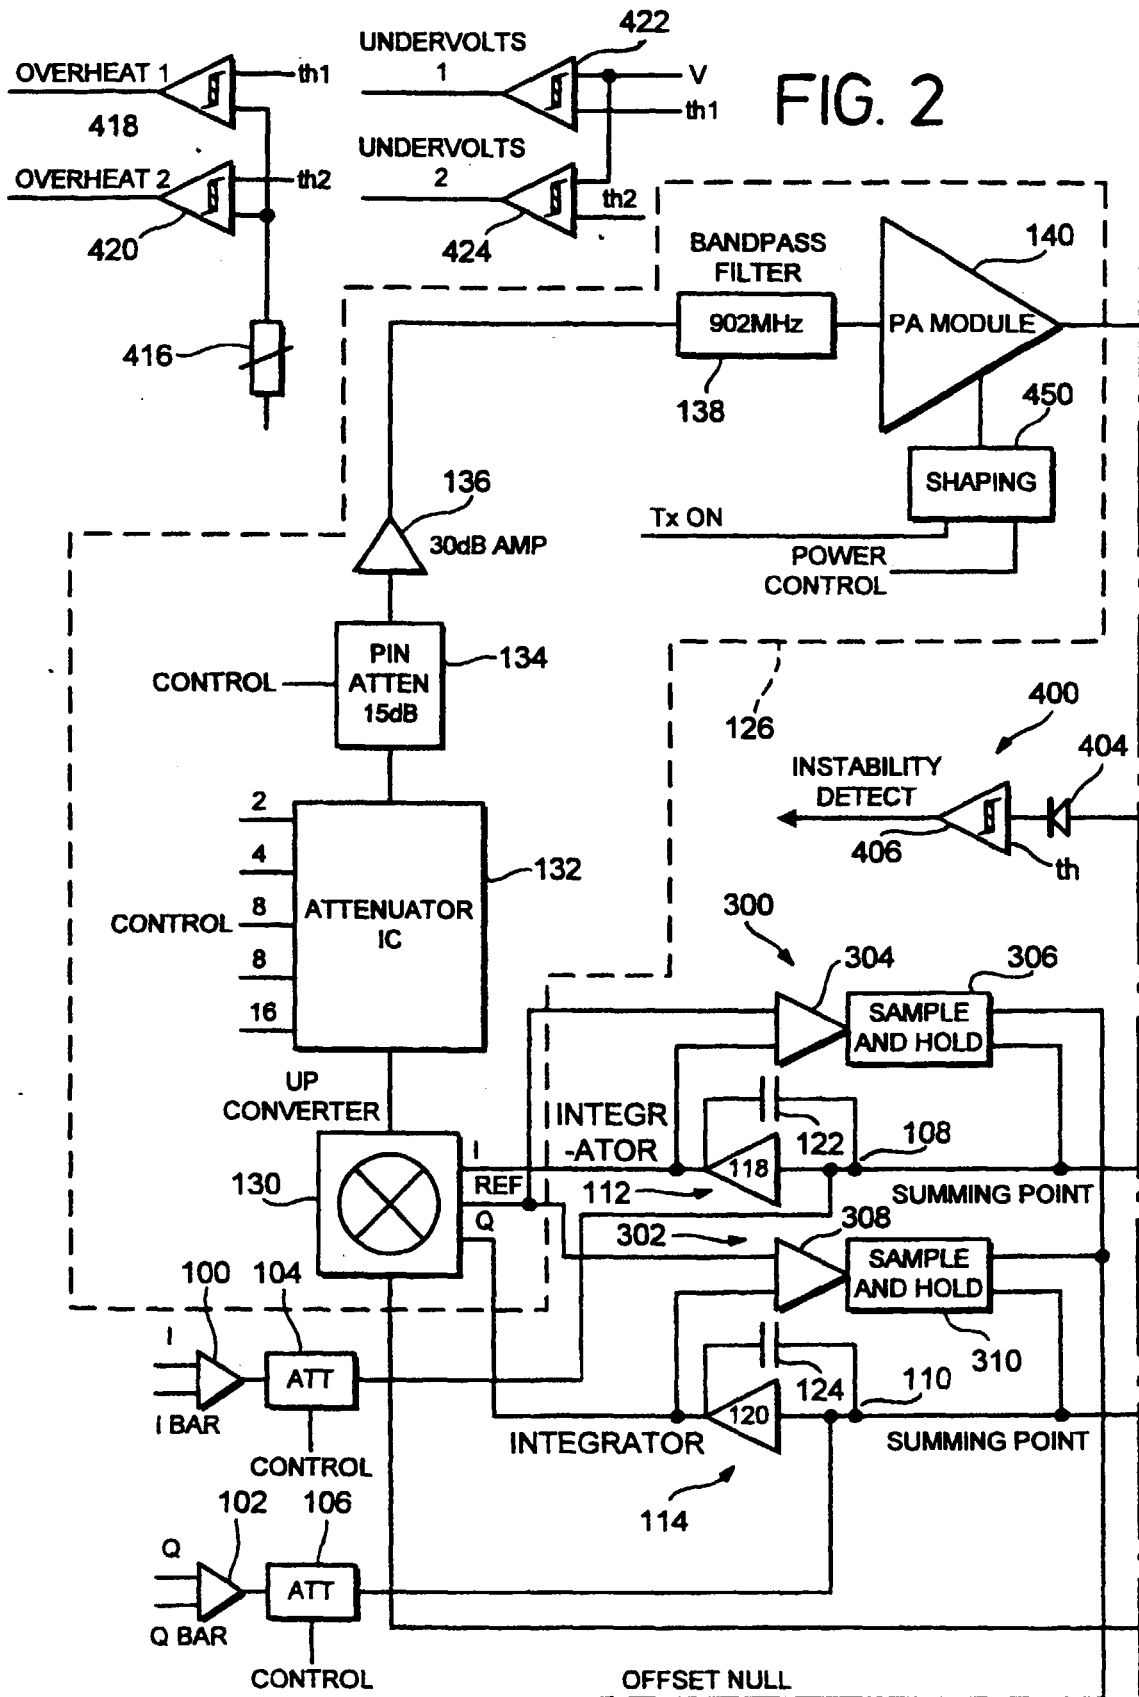 FIG. 2
OVERHEAT 1
th1
418
OVERHEAT 2
th2
420
416
UNDERVOLTS
1
422
V
th1
UNDERVOLTS
2
th2
424
BANDPASS
FILTER
902MHz
138
140
PA MODULE
450
SHAPING
Tx ON
POWER
CONTROL
136
30dB AMP
PIN
ATTEN
15dB
134
CONTROL
126
400
404
INSTABILITY
DETECT
406
th
2
4
CONTROL
8
8
16
ATTENUATOR
IC
132
300
304
306
SAMPLE
AND HOLD
UP
CONVERTER
INTEGR
-ATOR
122
108
118
112
SUMMING POINT
130
I
REF
Q
302
308
SAMPLE
AND HOLD
310
100
104
I
I BAR
ATT
CONTROL
124
110
120
INTEGRATOR
SUMMING POINT
114
102
106
Q
Q BAR
ATT
CONTROL
OFFSET NULL